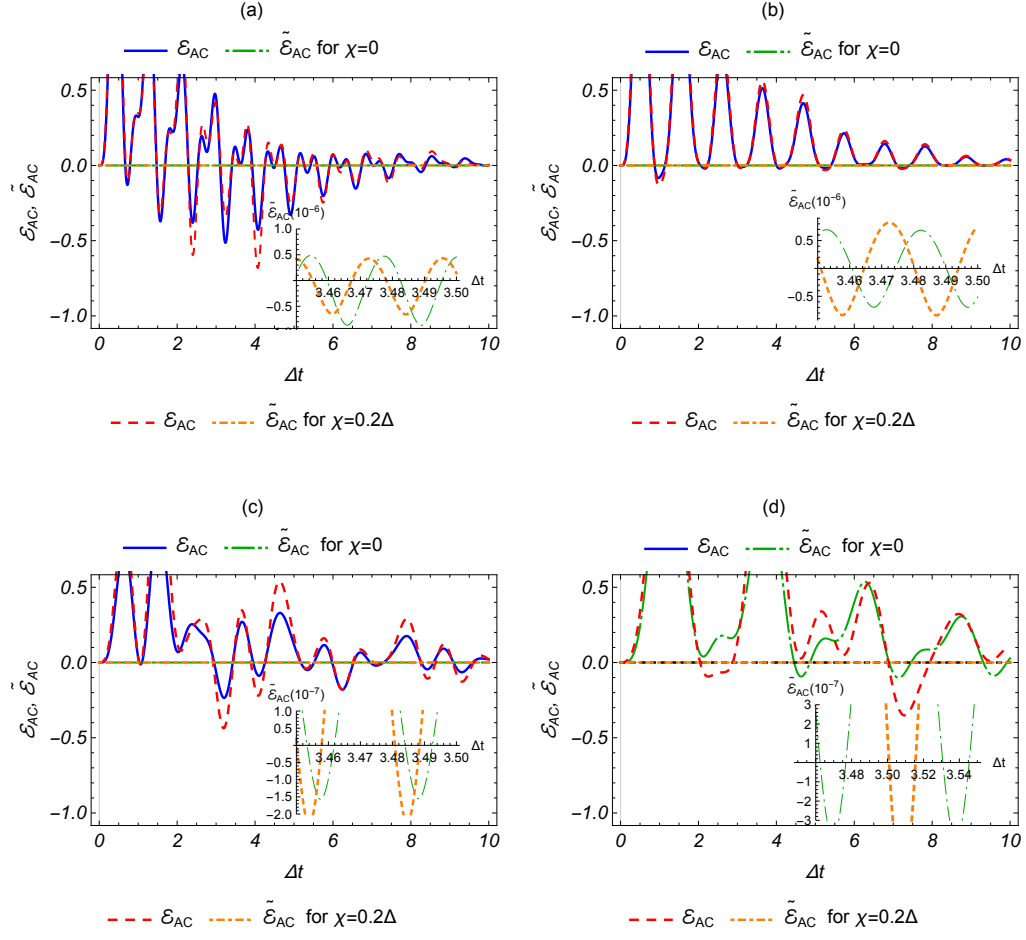 (a)
ℰAC ℰ̃AC for χ=0
0.5
0.0
−0.5
−1.0
ℰAC, ℰ̃AC
ℰ̃AC(10−6)
1.0
0.5
−0.5
3.46 3.47 3.48 3.49 3.50
Δt
0 2 4 6 8 10
Δt
ℰAC ℰ̃AC for χ=0.2Δ
(b)
ℰAC ℰ̃AC for χ=0
0.5
0.0
−0.5
−1.0
ℰAC, ℰ̃AC
ℰ̃AC(10−6)
0.5
−0.5
3.46 3.47 3.48 3.49 3.50
Δt
0 2 4 6 8 10
Δt
ℰAC ℰ̃AC for χ=0.2Δ
(c)
ℰAC ℰ̃AC for χ=0
0.5
0.0
−0.5
−1.0
ℰAC, ℰ̃AC
ℰ̃AC(10−7)
1.0
0.5
−0.5
−1.0
−1.5
−2.0
3.46 3.47 3.48 3.49 3.50
Δt
0 2 4 6 8 10
Δt
ℰAC ℰ̃AC for χ=0.2Δ
(d)
ℰAC ℰ̃AC for χ=0
0.5
0.0
−0.5
−1.0
ℰAC, ℰ̃AC
ℰ̃AC(10−7)
3
2
1
−1
−2
−3
3.48 3.50 3.52 3.54
Δt
0 2 4 6 8 10
Δt
ℰAC ℰ̃AC for χ=0.2Δ